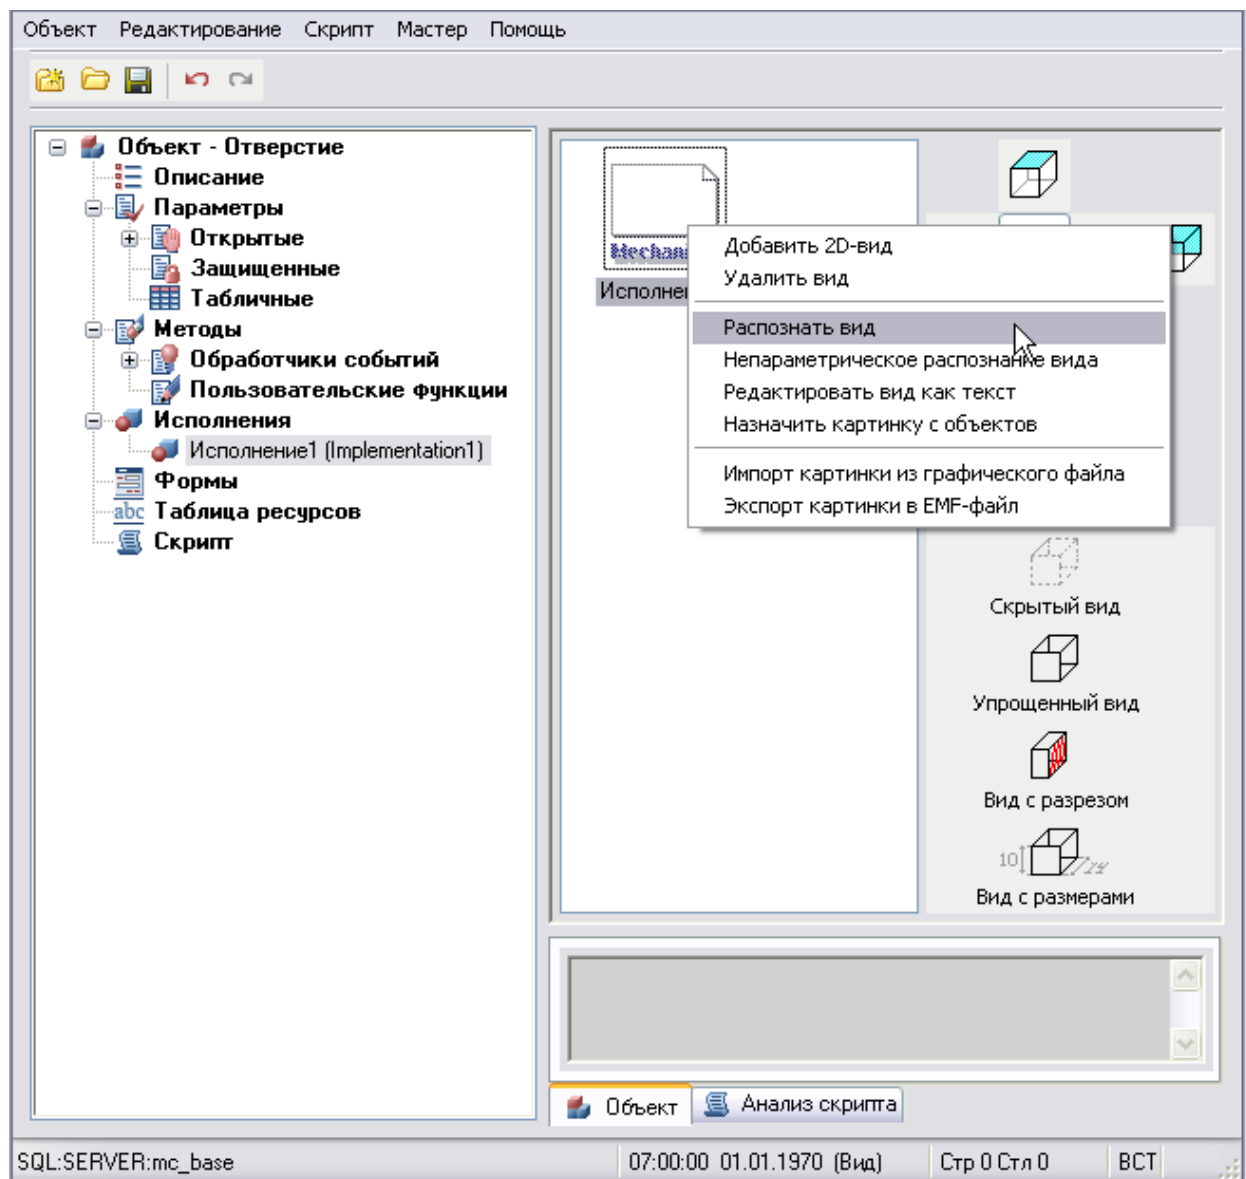 Объект Редактирование Скрипт Мастер Помощь
Объект - Отверстие
Описание
Параметры
Открытые
Защищенные
Табличные
Методы
Обработчики событий
Пользовательские функции
Исполнения
Исполнение1 (Implementation1)
Формы
abc Таблица ресурсов
Скрипт
Добавить 2D-вид
Удалить вид
Распознать вид
Непараметрическое распознание вида
Редактировать вид как текст
Назначить картинку с объектов
Импорт картинки из графического файла
Экспорт картинки в EMF-файл
Скрытый вид
Упрощенный вид
Вид с разрезом
10
Вид с размерами
Объект Анализ скрипта
SQL:SERVER:mc_base 07:00:00 01.01.1970 (Вид) Стр 0 Стл 0 ВСТ